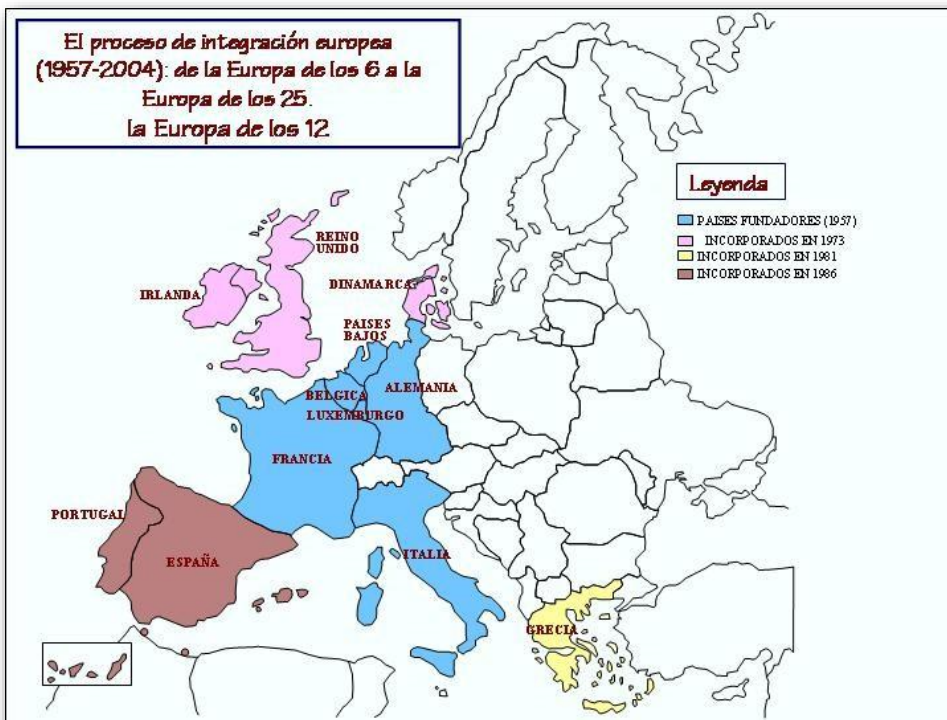 El proceso de integración europea
(1957-2004): de la Europa de los 6 a la
Europa de los 25.
la Europa de los 12
Leyenda
PAISES FUNDADORES (1957)
INCORPORADOS EN 1973
INCORPORADOS EN 1981
INCORPORADOS EN 1986
REINO
UNIDO
IRLANDA
DINAMARCA
PAISES
BAJOS
BELGICA
ALEMANIA
LUXEMBURGO
FRANCIA
PORTUGAL
ESPAÑA
ITALIA
GRECIA